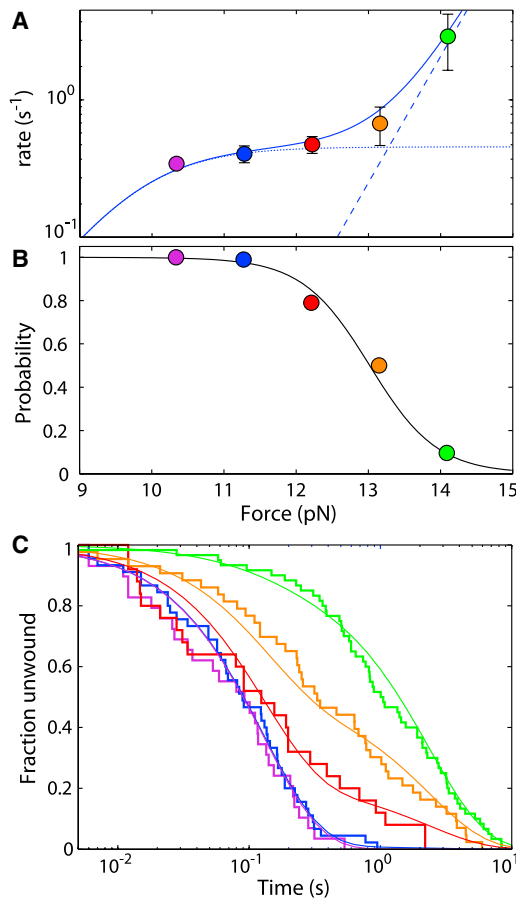 A
rate (s⁻¹)
10⁰
10⁻¹
B
Probability
1
0.8
0.6
0.4
0.2
0
9 10 11 12 13 14 15
Force (pN)
C
Fraction unwound
1
0.8
0.6
0.4
0.2
0
10⁻² 10⁻¹ 10⁰ 10¹
Time (s)